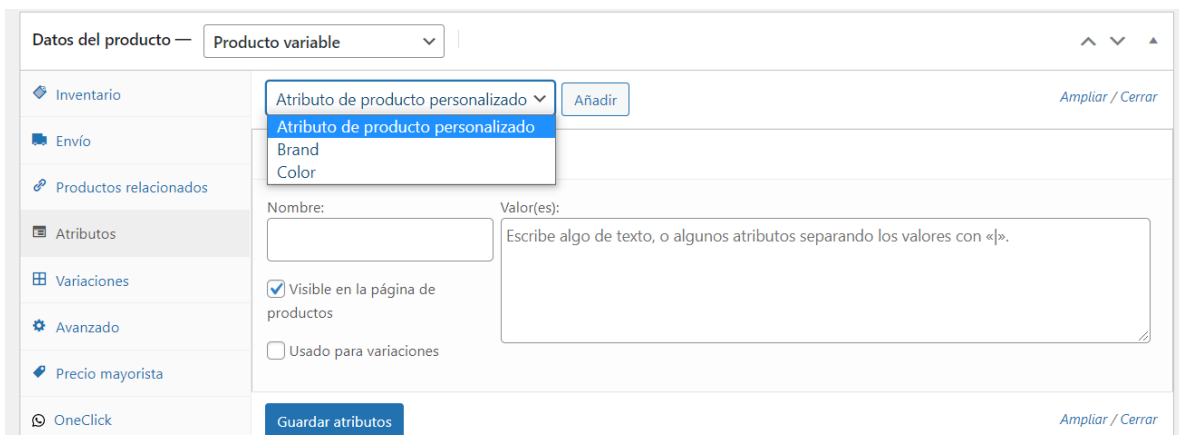 Datos del producto — Producto variable
Inventario
Envío
Productos relacionados
Atributos
Variaciones
Avanzado
Precio mayorista
OneClick
Atributo de producto personalizado Añadir Ampliar / Cerrar
Atributo de producto personalizado
Brand
Color
Nombre: Valor(es):
Escribe algo de texto, o algunos atributos separando los valores con «|».
Visible en la página de
productos
Usado para variaciones
Guardar atributos Ampliar / Cerrar